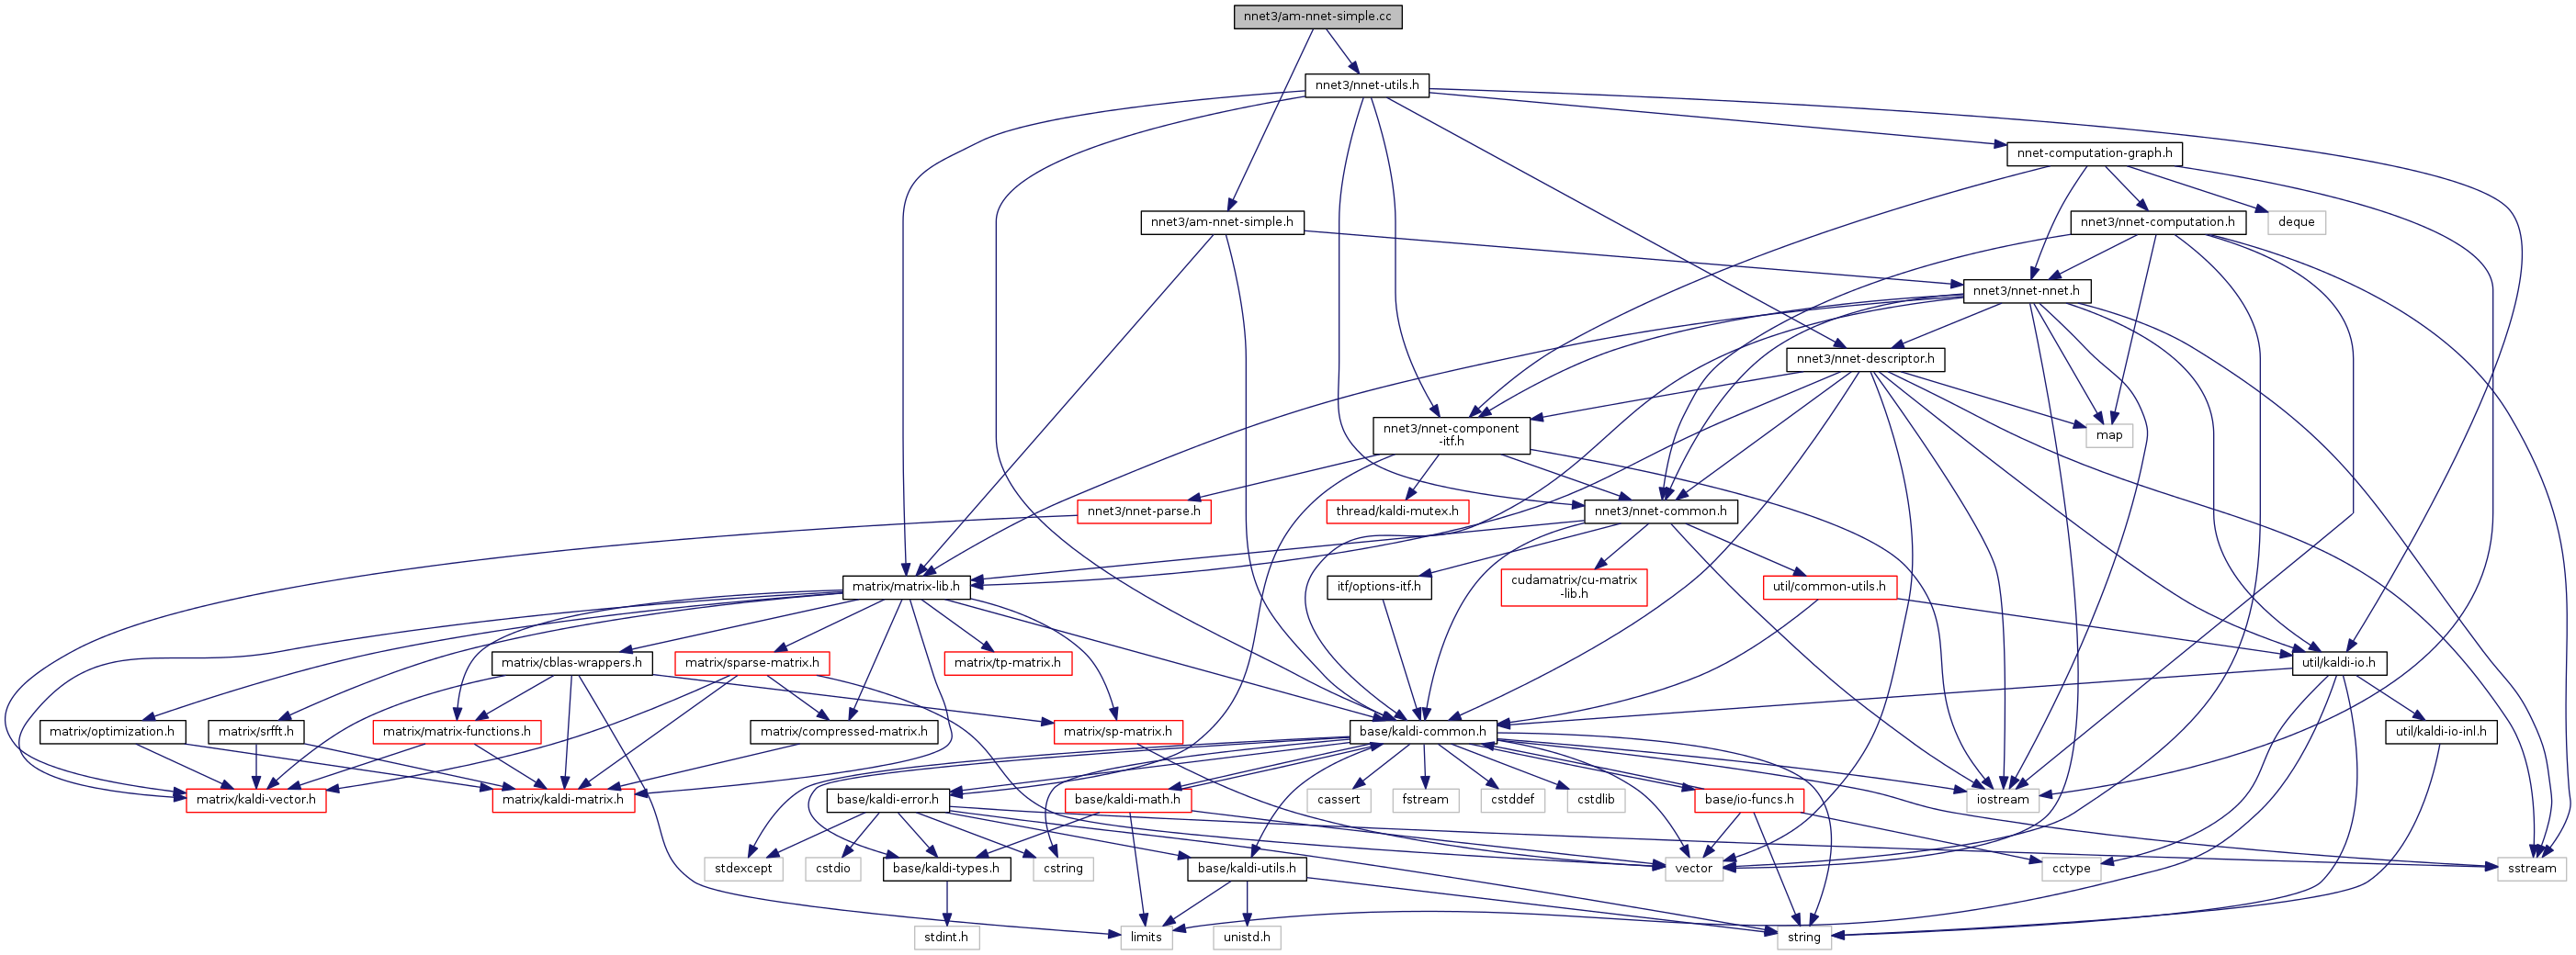 nnet3/am-nnet-simple.cc
nnet3/nnet-utils.h
nnet-computation-graph.h
nnet3/am-nnet-simple.h
nnet3/nnet-computation.h
deque
nnet3/nnet-nnet.h
nnet3/nnet-descriptor.h
nnet3/nnet-component
-itf.h
map
nnet3/nnet-parse.h
thread/kaldi-mutex.h
nnet3/nnet-common.h
matrix/matrix-lib.h
itf/options-itf.h
cudamatrix/cu-matrix
-lib.h
util/common-utils.h
matrix/cblas-wrappers.h
matrix/sparse-matrix.h
matrix/tp-matrix.h
util/kaldi-io.h
matrix/optimization.h
matrix/srfft.h
matrix/matrix-functions.h
matrix/compressed-matrix.h
matrix/sp-matrix.h
base/kaldi-common.h
util/kaldi-io-inl.h
matrix/kaldi-vector.h
matrix/kaldi-matrix.h
base/kaldi-error.h
base/kaldi-math.h
cassert
fstream
cstddef
cstdlib
base/io-funcs.h
iostream
stdexcept
cstdio
base/kaldi-types.h
cstring
base/kaldi-utils.h
vector
cctype
sstream
stdint.h
limits
unistd.h
string